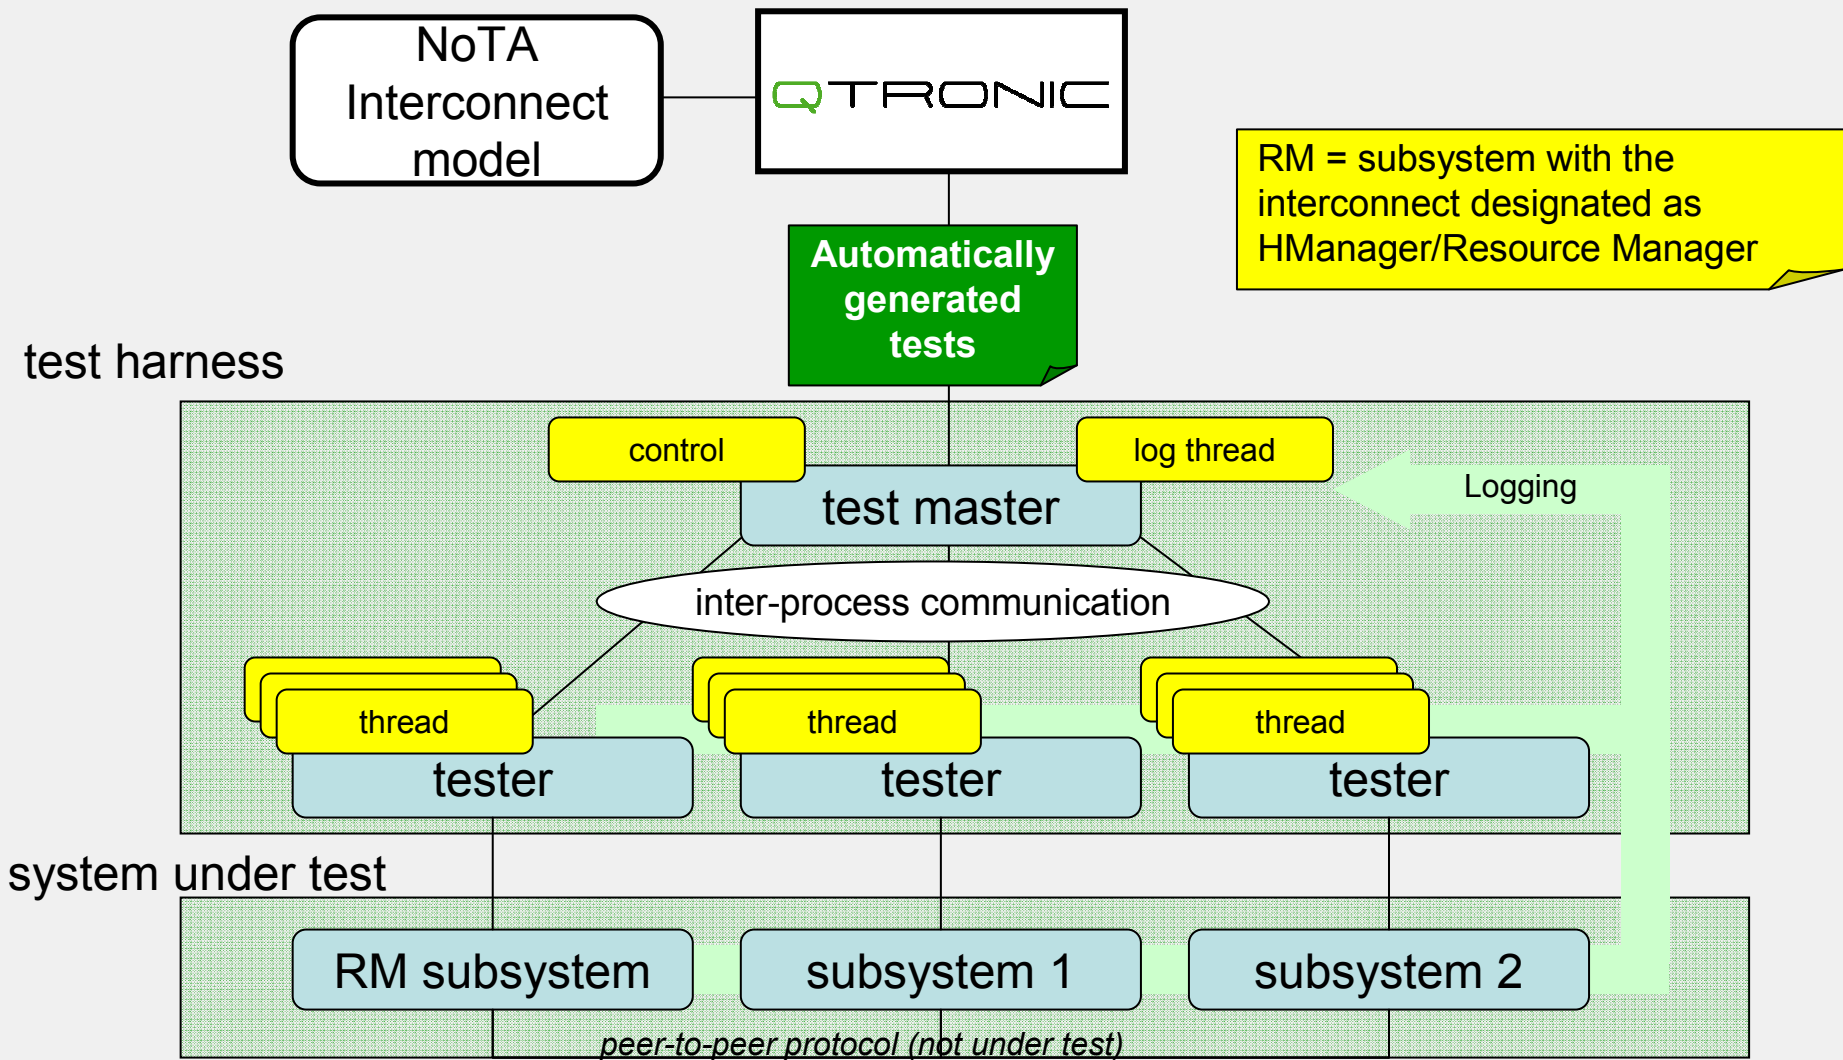 NoTA
Interconnect
model
QTRONIC
RM = subsystem with the
interconnect designated as
HManager/Resource Manager
Automatically
generated
tests
test harness
control
log thread
Logging
test master
inter-process communication
thread
thread
thread
tester
tester
tester
system under test
RM subsystem
subsystem 1
subsystem 2
peer-to-peer protocol (not under test)